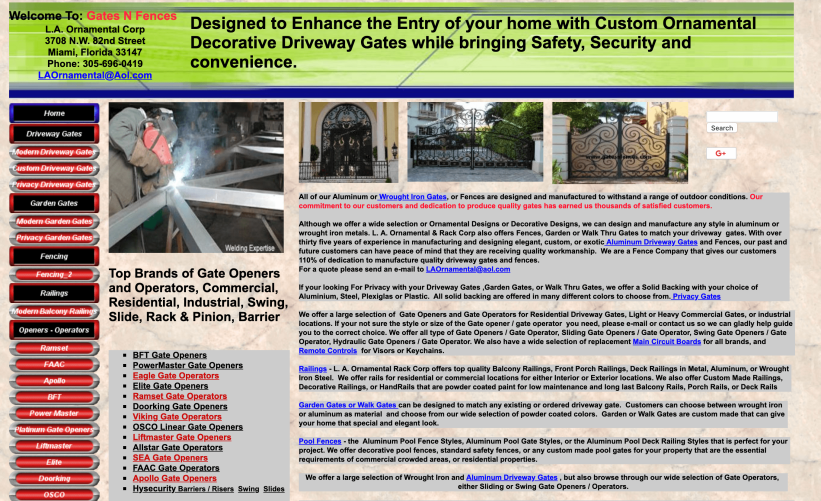 Welcome To: Gates N Fences
L.A. Ornamental Corp
3708 N.W. 82nd Street
Miami, Florida 33147
Phone: 305-696-0419
LAOrnamental@Aol.com
Designed to Enhance the Entry of your home with Custom Ornamental
Decorative Driveway Gates while bringing Safety, Security and
convenience.
Home
Driveway Gates
Modern Driveway Gates
Custom Driveway Gates
Privacy Driveway Gates
Garden Gates
Modern Garden Gates
Privacy Garden Gates
Fencing
Fencing_2
Railings
Modern Balcony Railings
Openers - Operators
Ramset
FAAC
Apollo
BFT
Power Master
Platinum Gate Openers
Liftmaster
Elite
Doorking
OSCO
Welding Expertise
Top Brands of Gate Openers
and Operators, Commercial,
Residential, Industrial, Swing,
Slide, Rack & Pinion, Barrier
BFT Gate Openers
PowerMaster Gate Openers
Eagle Gate Operators
Elite Gate Openers
Ramset Gate Operators
Doorking Gate Openers
Viking Gate Operators
OSCO Linear Gate Openers
Liftmaster Gate Openers
Allstar Gate Operators
SEA Gate Openers
FAAC Gate Operators
Apollo Gate Openers
Hysecurity Barriers / Risers Swing Slides
Search
G+
All of our Aluminum or Wrought Iron Gates, or Fences are designed and manufactured to withstand a range of outdoor conditions. Our
commitment to our customers and dedication to produce quality gates has earned us thousands of satisfied customers.
Although we offer a wide selection or Ornamental Designs or Decorative Designs, we can design and manufacture any style in aluminum or
wrought iron metals. L. A. Ornamental & Rack Corp also offers Fences, Garden or Walk Thru Gates to match your driveway gates. With over
thirty five years of experience in manufacturing and designing elegant, custom, or exotic Aluminum Driveway Gates and Fences, our past and
future customers can have peace of mind that they are receiving quality workmanship. We are a Fence Company that gives our customers
110% of dedication to manufacture quality driveway gates and fences.
For a quote please send an e-mail to LAOrnamental@aol.com
If your looking For Privacy with your Driveway Gates ,Garden Gates, or Walk Thru Gates, we offer a Solid Backing with your choice of
Aluminium, Steel, Plexiglas or Plastic. All solid backing are offered in many different colors to choose from. Privacy Gates
We offer a large selection of Gate Openers and Gate Operators for Residential Driveway Gates, Light or Heavy Commercial Gates, or industrial
locations. If your not sure the style or size of the Gate opener / gate operator you need, please e-mail or contact us so we can gladly help guide
you to the correct choice. We offer all type of Gate Openers / Gate Operator, Sliding Gate Openers / Gate Operator, Swing Gate Openers / Gate
Operator, Hydraulic Gate Openers / Gate Operator. We also have a wide selection of replacement Main Circuit Boards for all brands, and
Remote Controls for Visors or Keychains.
Railings - L. A. Ornamental Rack Corp offers top quality Balcony Railings, Front Porch Railings, Deck Railings in Metal, Aluminum, or Wrought
Iron Steel. We offer rails for residential or commercial locations for either Interior or Exterior locations. We also offer Custom Made Railings,
Decorative Railings, or HandRails that are powder coated paint for low maintenance and long last Balcony Rails, Porch Rails, or Deck Rails
Garden Gates or Walk Gates can be designed to match any existing or ordered driveway gate. Customers can choose between wrought iron
or aluminum as material and choose from our wide selection of powder coated colors. Garden or Walk Gates are custom made that can give
your home that special and elegant look.
Pool Fences - the Aluminum Pool Fence Styles, Aluminum Pool Gate Styles, or the Aluminum Pool Deck Railing Styles that is perfect for your
project. We offer decorative pool fences, standard safety fences, or any custom made pool gates for your property that are the essential
requirements of commercial crowded areas, or residential properties.
We offer a large selection of Wrought Iron and Aluminum Driveway Gates , but also browse through our wide selection of Gate Openers,
either Sliding or Swing Gate Openers / Operators.